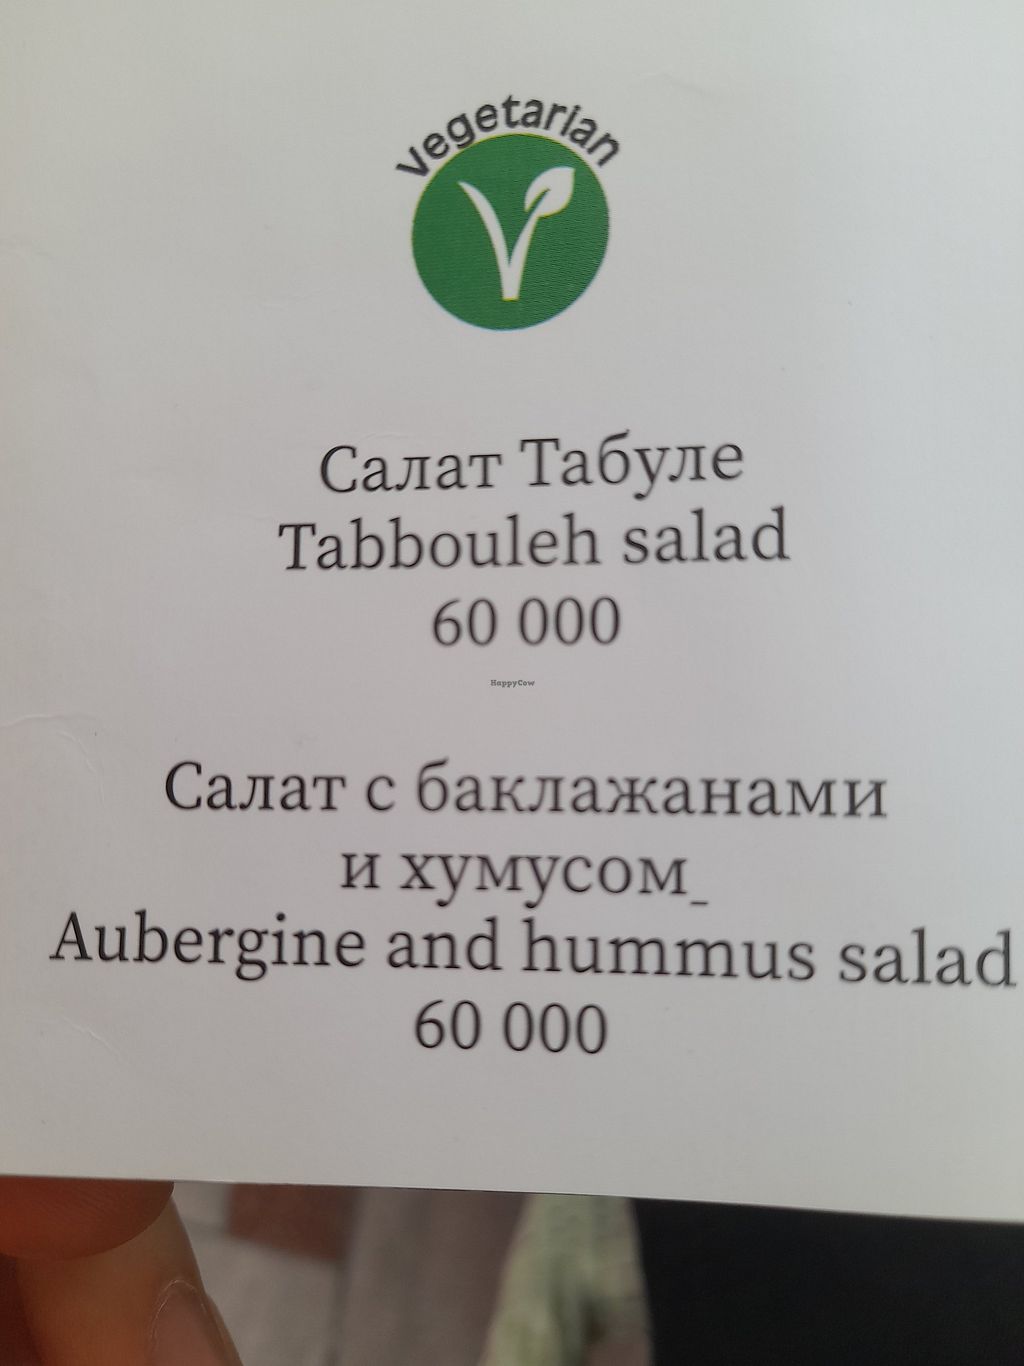 vegetarian
Салат Табуле
Tabbouleh salad
60 000
HappyCow
Салат с баклажанами
и хумусом_
Aubergine and hummus salad
60 000